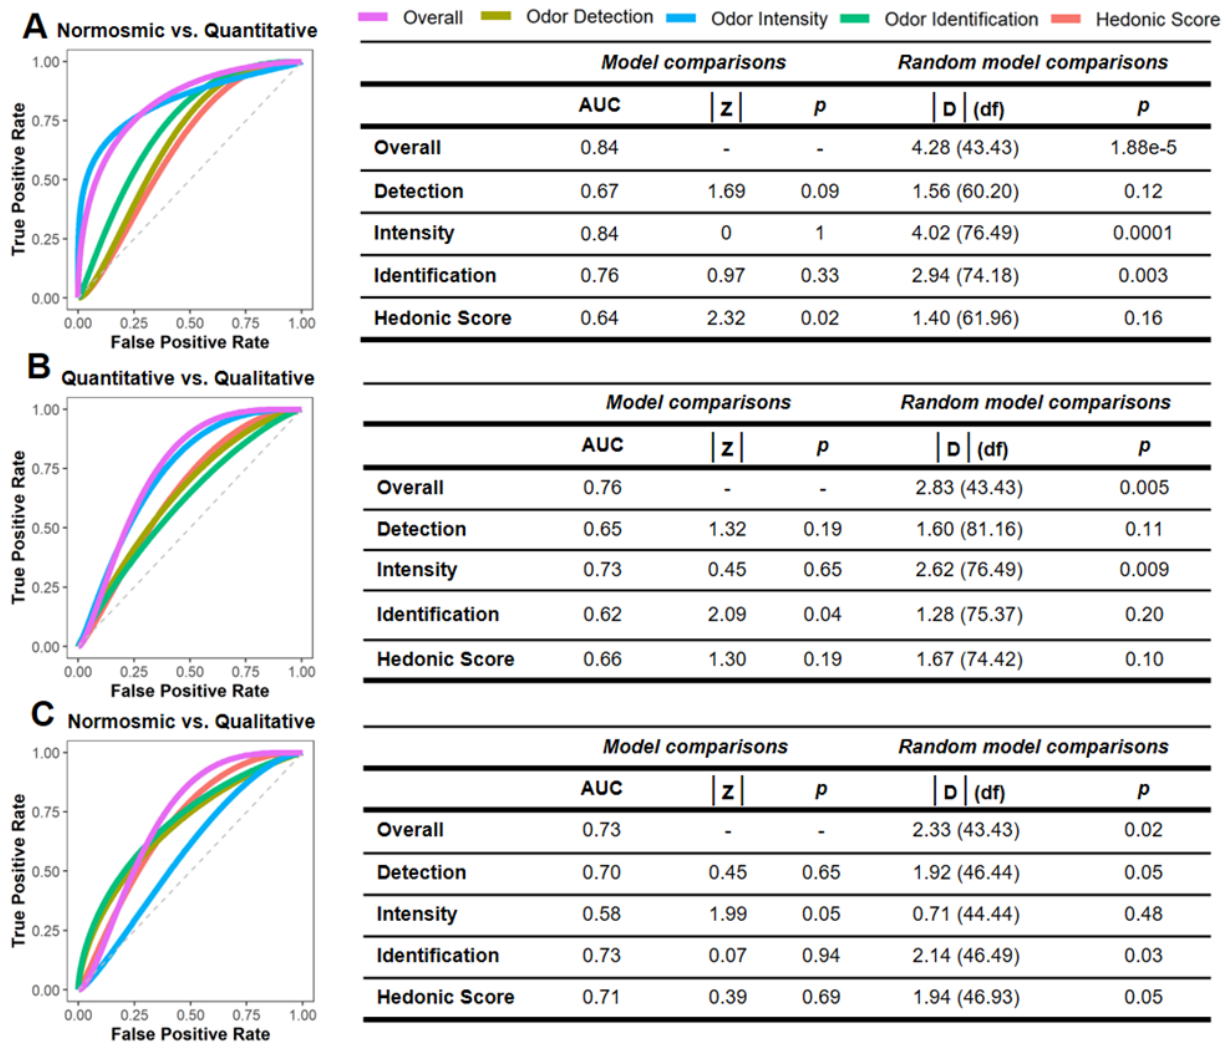 Overall Odor Detection Odor Intensity Odor Identification Hedonic Score
A Normosmic vs. Quantitative
1.00
0.75
0.50
0.25
0.00
True Positive Rate
0.00 0.25 0.50 0.75 1.00
False Positive Rate
Model comparisons Random model comparisons
AUC |Z| p |D| (df) p
Overall 0.84 - - 4.28 (43.43) 1.88e-5
Detection 0.67 1.69 0.09 1.56 (60.20) 0.12
Intensity 0.84 0 1 4.02 (76.49) 0.0001
Identification 0.76 0.97 0.33 2.94 (74.18) 0.003
Hedonic Score 0.64 2.32 0.02 1.40 (61.96) 0.16
B Quantitative vs. Qualitative
1.00
0.75
0.50
0.25
0.00
True Positive Rate
0.00 0.25 0.50 0.75 1.00
False Positive Rate
Model comparisons Random model comparisons
AUC |Z| p |D| (df) p
Overall 0.76 - - 2.83 (43.43) 0.005
Detection 0.65 1.32 0.19 1.60 (81.16) 0.11
Intensity 0.73 0.45 0.65 2.62 (76.49) 0.009
Identification 0.62 2.09 0.04 1.28 (75.37) 0.20
Hedonic Score 0.66 1.30 0.19 1.67 (74.42) 0.10
C Normosmic vs. Qualitative
1.00
0.75
0.50
0.25
0.00
True Positive Rate
0.00 0.25 0.50 0.75 1.00
False Positive Rate
Model comparisons Random model comparisons
AUC |Z| p |D| (df) p
Overall 0.73 - - 2.33 (43.43) 0.02
Detection 0.70 0.45 0.65 1.92 (46.44) 0.05
Intensity 0.58 1.99 0.05 0.71 (44.44) 0.48
Identification 0.73 0.07 0.94 2.14 (46.49) 0.03
Hedonic Score 0.71 0.39 0.69 1.94 (46.93) 0.05